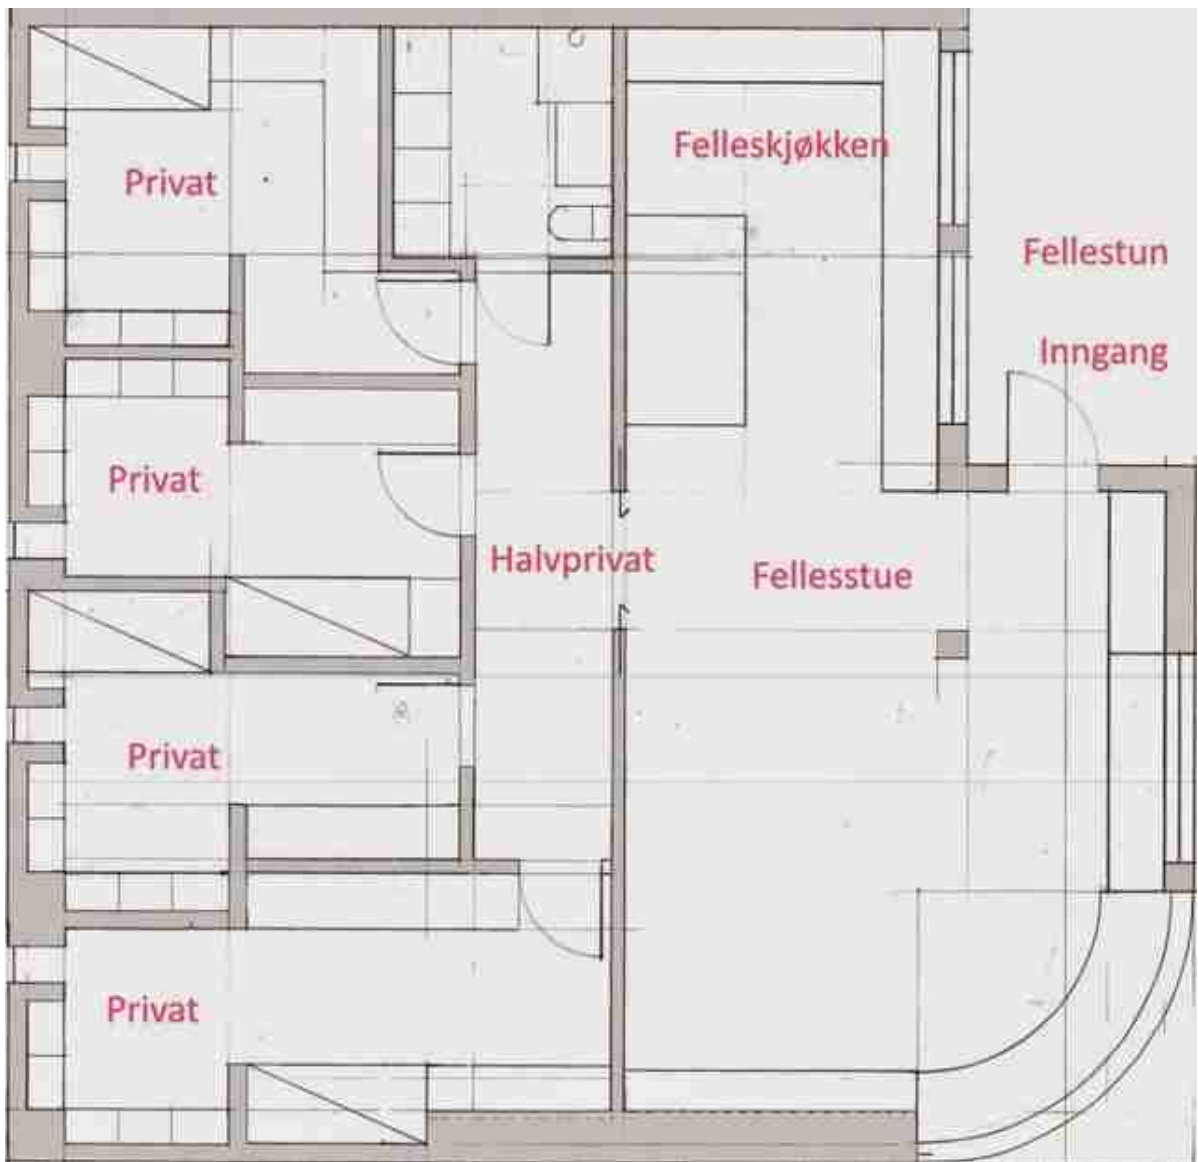 Felleskjøkken
Privat
Fellestun
Inngang
Privat
Halvprivat
Fellesstue
Privat
Privat